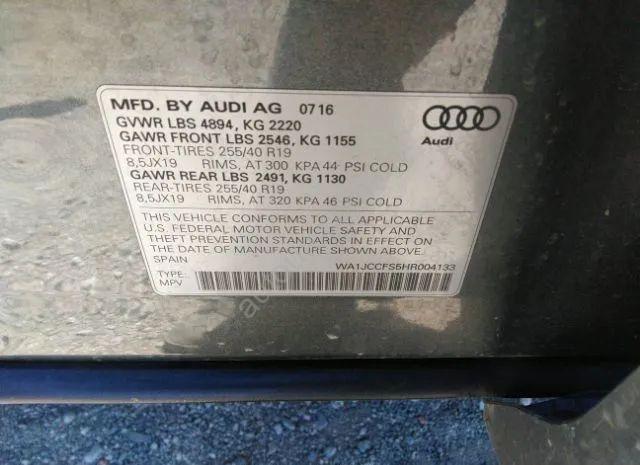 MFD. BY AUDI AG 07 16
GVWR LBS 4894, KG 2220
GAWR FRONT LBS 2546, KG 1155
FRONT-TIRES 255/40 R19
8,5JX19 RIMS, AT 300 KPA 44 PSI COLD
GAWR REAR LBS 2491, KG 1130
REAR-TIRES 255/40 R19
8,5JX19 RIMS, AT 320 KPA 46 PSI COLD
Audi
THIS VEHICLE CONFORMS TO ALL APPLICABLE
U.S. FEDERAL MOTOR VEHICLE SAFETY AND
THEFT PREVENTION STANDARDS IN EFFECT ON THE
DATE OF MANUFACTURE SHOWN ABOVE.
SPAIN
WA1JCCFS5HR004133
TYPE:
MPV